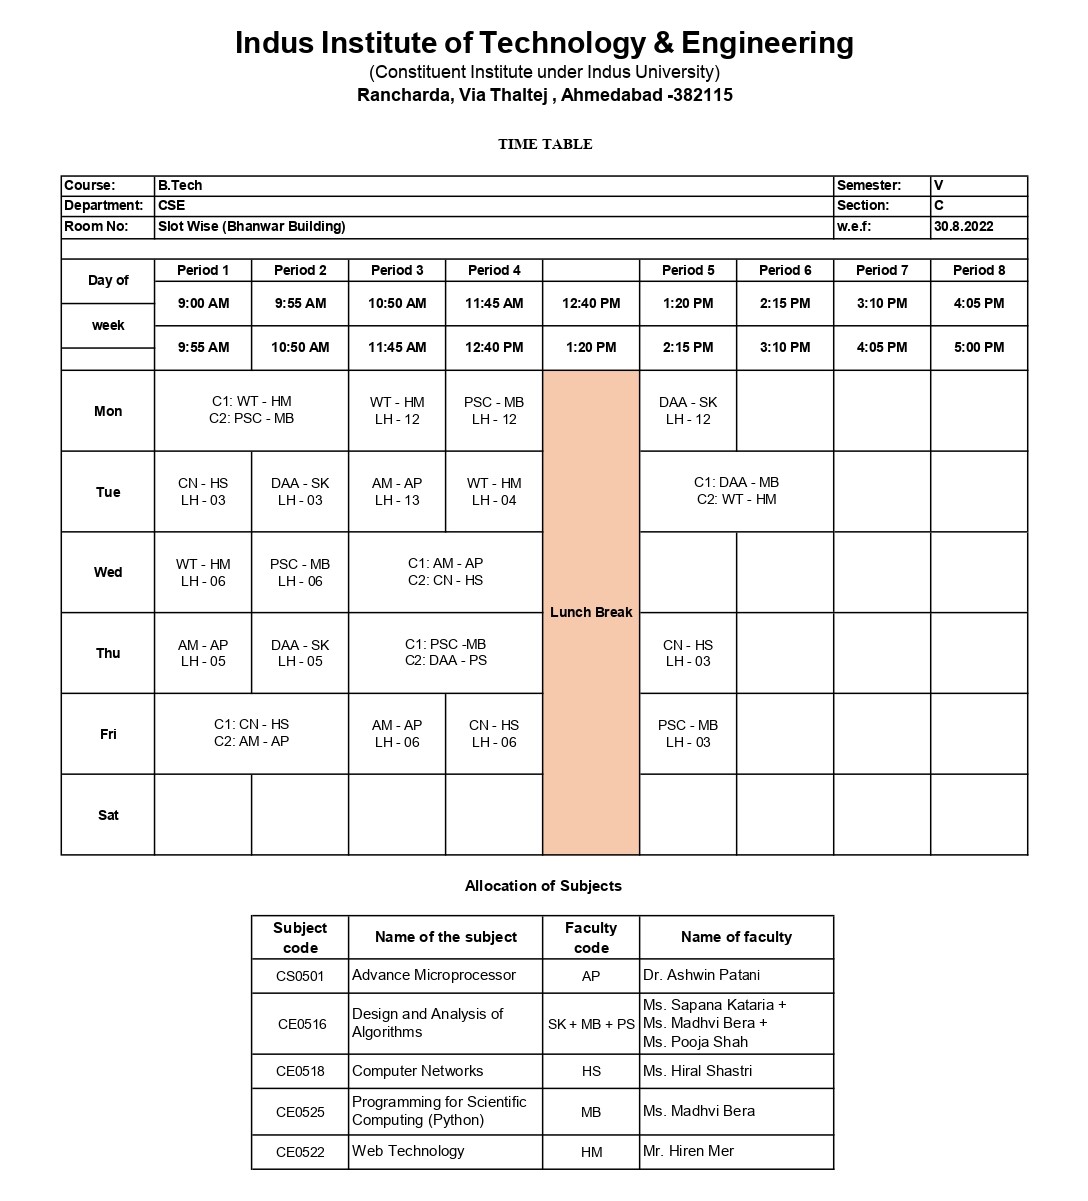 Indus Institute of Technology & Engineering
(Constituent Institute under Indus University)
Rancharda, Via Thaltej , Ahmedabad -382115
TIME TABLE
Course: B.Tech Semester: V
Department: CSE Section: C
Room No: Slot Wise (Bhanwar Building) w.e.f: 30.8.2022
Day of week
Period 1 Period 2 Period 3 Period 4 Period 5 Period 6 Period 7 Period 8
9:00 AM 9:55 AM 10:50 AM 11:45 AM 12:40 PM 1:20 PM 2:15 PM 3:10 PM 4:05 PM
9:55 AM 10:50 AM 11:45 AM 12:40 PM 1:20 PM 2:15 PM 3:10 PM 4:05 PM 5:00 PM
Mon
C1: WT - HM
C2: PSC - MB
WT - HM
LH - 12
PSC - MB
LH - 12
DAA - SK
LH - 12
Tue
CN - HS
LH - 03
DAA - SK
LH - 03
AM - AP
LH - 13
WT - HM
LH - 04
C1: DAA - MB
C2: WT - HM
Wed
WT - HM
LH - 06
PSC - MB
LH - 06
C1: AM - AP
C2: CN - HS
Lunch Break
Thu
AM - AP
LH - 05
DAA - SK
LH - 05
C1: PSC -MB
C2: DAA - PS
CN - HS
LH - 03
Fri
C1: CN - HS
C2: AM - AP
AM - AP
LH - 06
CN - HS
LH - 06
PSC - MB
LH - 03
Sat
Allocation of Subjects
Subject code Name of the subject Faculty code Name of faculty
CS0501 Advance Microprocessor AP Dr. Ashwin Patani
CE0516
Design and Analysis of
Algorithms
SK + MB + PS
Ms. Sapana Kataria +
Ms. Madhvi Bera +
Ms. Pooja Shah
CE0518 Computer Networks HS Ms. Hiral Shastri
CE0525
Programming for Scientific
Computing (Python)
MB
Ms. Madhvi Bera
CE0522 Web Technology HM Mr. Hiren Mer